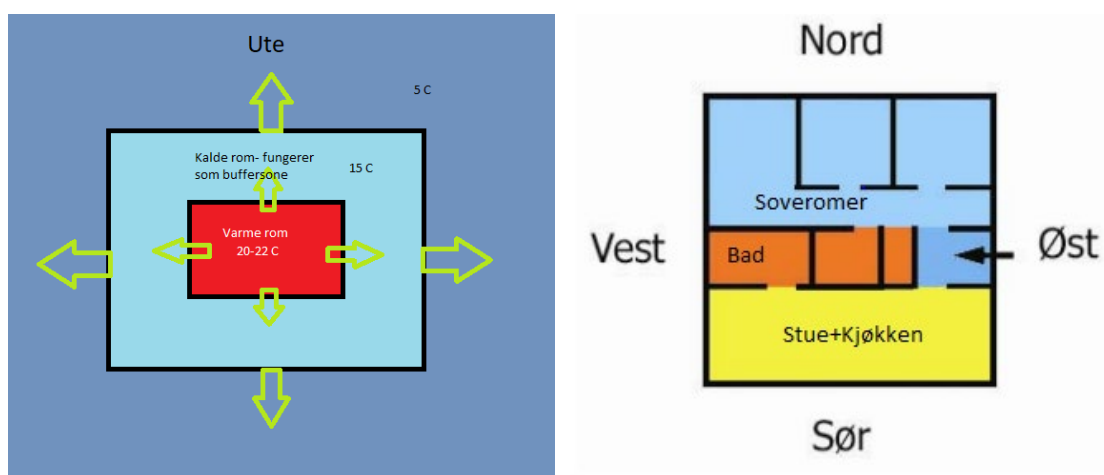 Ute
5 C
Kalde rom- fungerer
som buffersone
15 C
Varme rom
20-22 C
Nord
Soveromer
Vest
Bad
Øst
Stue+Kjøkken
Sør